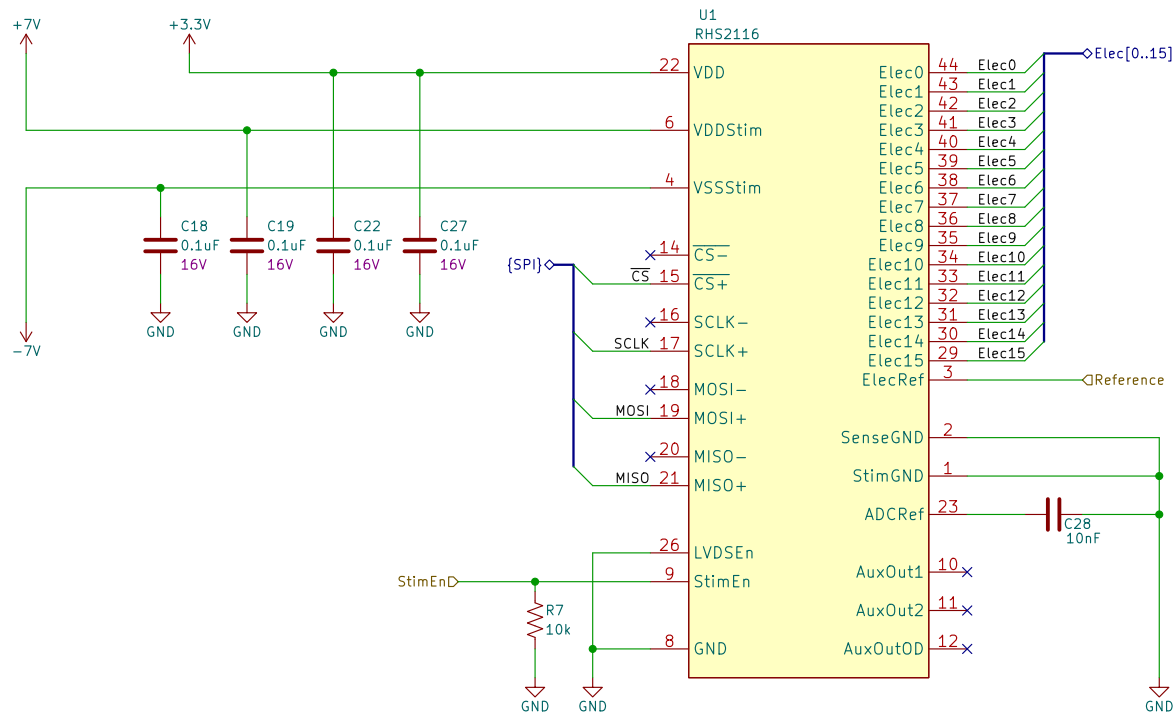 +7V
+3.3V
U1
RHS2116
22 VDD
6 VDDStim
4 VSSStim
14 CS-
15 CS+
16 SCLK-
17 SCLK+
18 MOSI-
19 MOSI+
20 MISO-
21 MISO+
26 LVDSEn
9 StimEn
8 GND
Elec0 44 Elec0
Elec1 43 Elec1
Elec2 42 Elec2
Elec3 41 Elec3
Elec4 40 Elec4
Elec5 39 Elec5
Elec6 38 Elec6
Elec7 37 Elec7
Elec8 36 Elec8
Elec9 35 Elec9
Elec10 34 Elec10
Elec11 33 Elec11
Elec12 32 Elec12
Elec13 31 Elec13
Elec14 30 Elec14
Elec15 29 Elec15
ElecRef 3 Reference
SenseGND 2
StimGND 1
ADCRef 23
AuxOut1 10
AuxOut2 11
AuxOutOD 12
Elec[0..15]
C18
0.1uF
16V
C19
0.1uF
16V
C22
0.1uF
16V
C27
0.1uF
16V
GND
GND
GND
GND
-7V
{SPI}
CS
SCLK
MOSI
MISO
StimEn
R7
10k
GND
GND
C28
10nF
GND